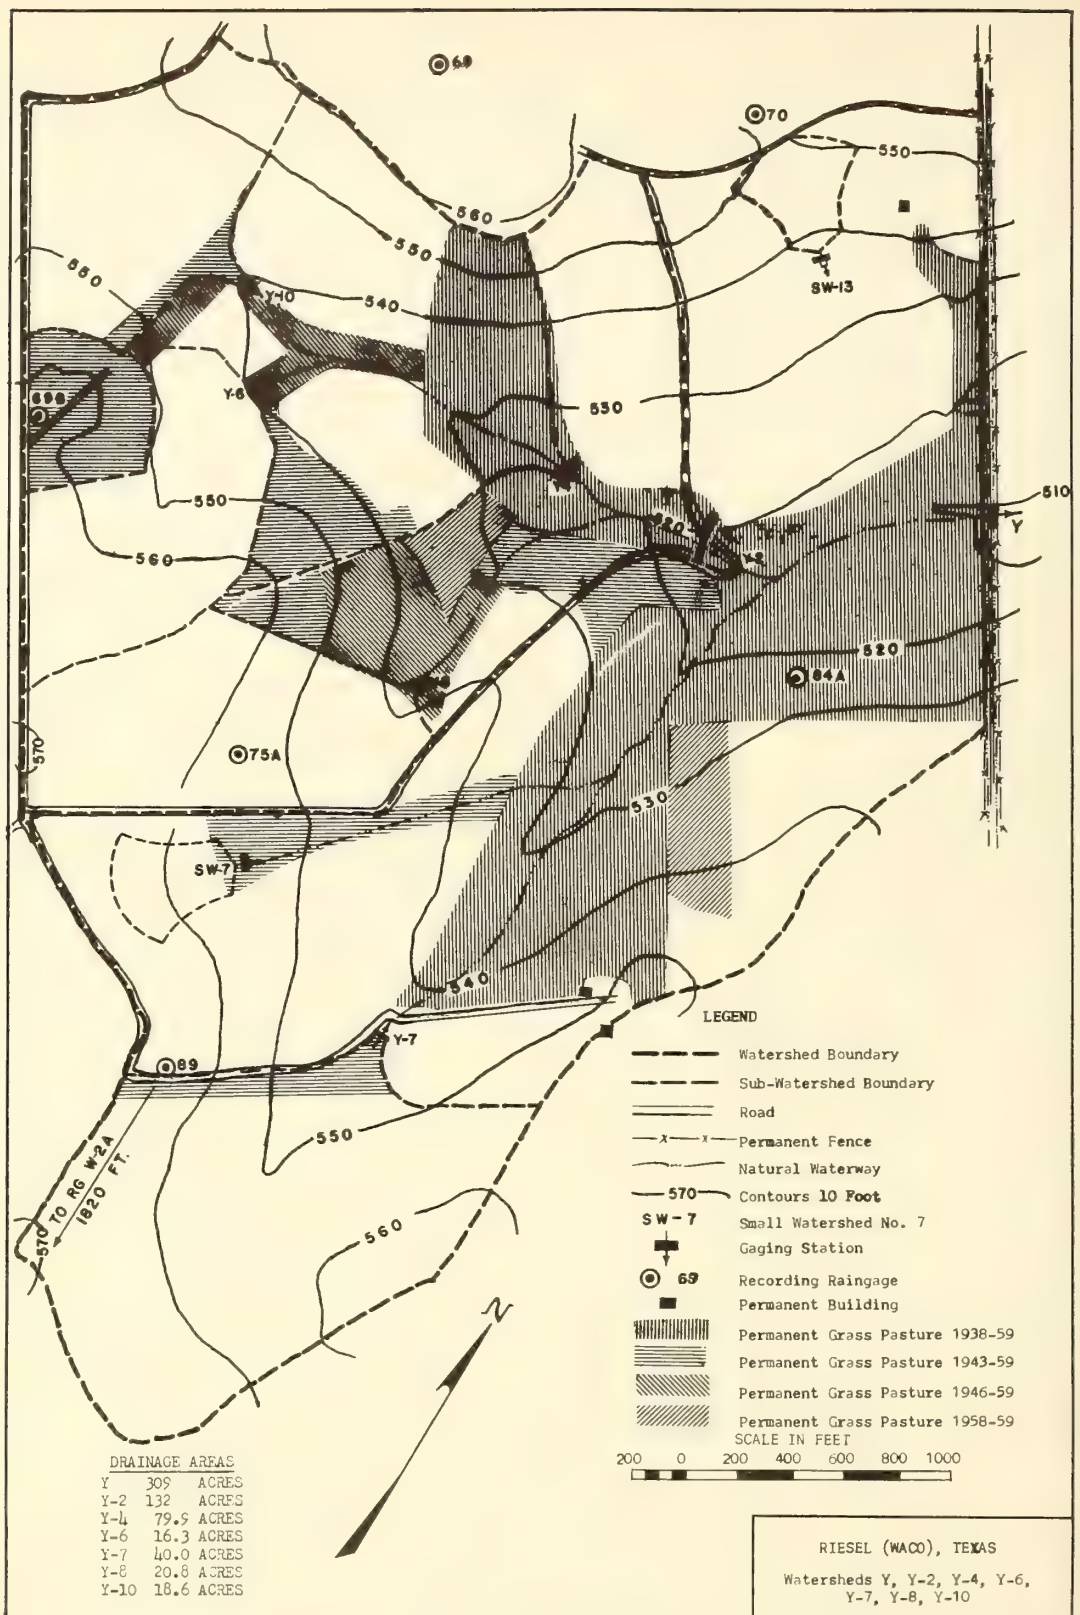 69
70
550
560
550
SW-13
550
Y-10
540
69B
Y-6
530
550
510
520
Y
560
Y-2
520
84A
570
75A
530
SW-7
540
Y-7
89
550
TO RG W-2A
1820 FT.
570
560
N
LEGEND
Watershed Boundary
Sub-Watershed Boundary
Road
Permanent Fence
Natural Waterway
570 Contours 10 Foot
SW-7 Small Watershed No. 7
Gaging Station
69 Recording Raingage
Permanent Building
Permanent Grass Pasture 1938-59
Permanent Grass Pasture 1943-59
Permanent Grass Pasture 1946-59
Permanent Grass Pasture 1958-59
SCALE IN FEET
200 0 200 400 600 800 1000
DRAINAGE AREAS
Y 309 ACRES
Y-2 132 ACRES
Y-4 79.9 ACRES
Y-6 16.3 ACRES
Y-7 40.0 ACRES
Y-8 20.8 ACRES
Y-10 18.6 ACRES
RIESEL (WACO), TEXAS
Watersheds Y, Y-2, Y-4, Y-6,
Y-7, Y-8, Y-10